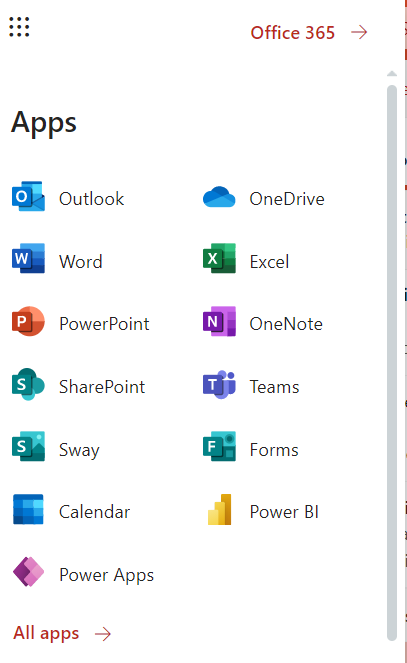 Office 365
Apps
Outlook OneDrive
Word Excel
PowerPoint OneNote
SharePoint Teams
Sway Forms
Calendar Power BI
Power Apps
All apps